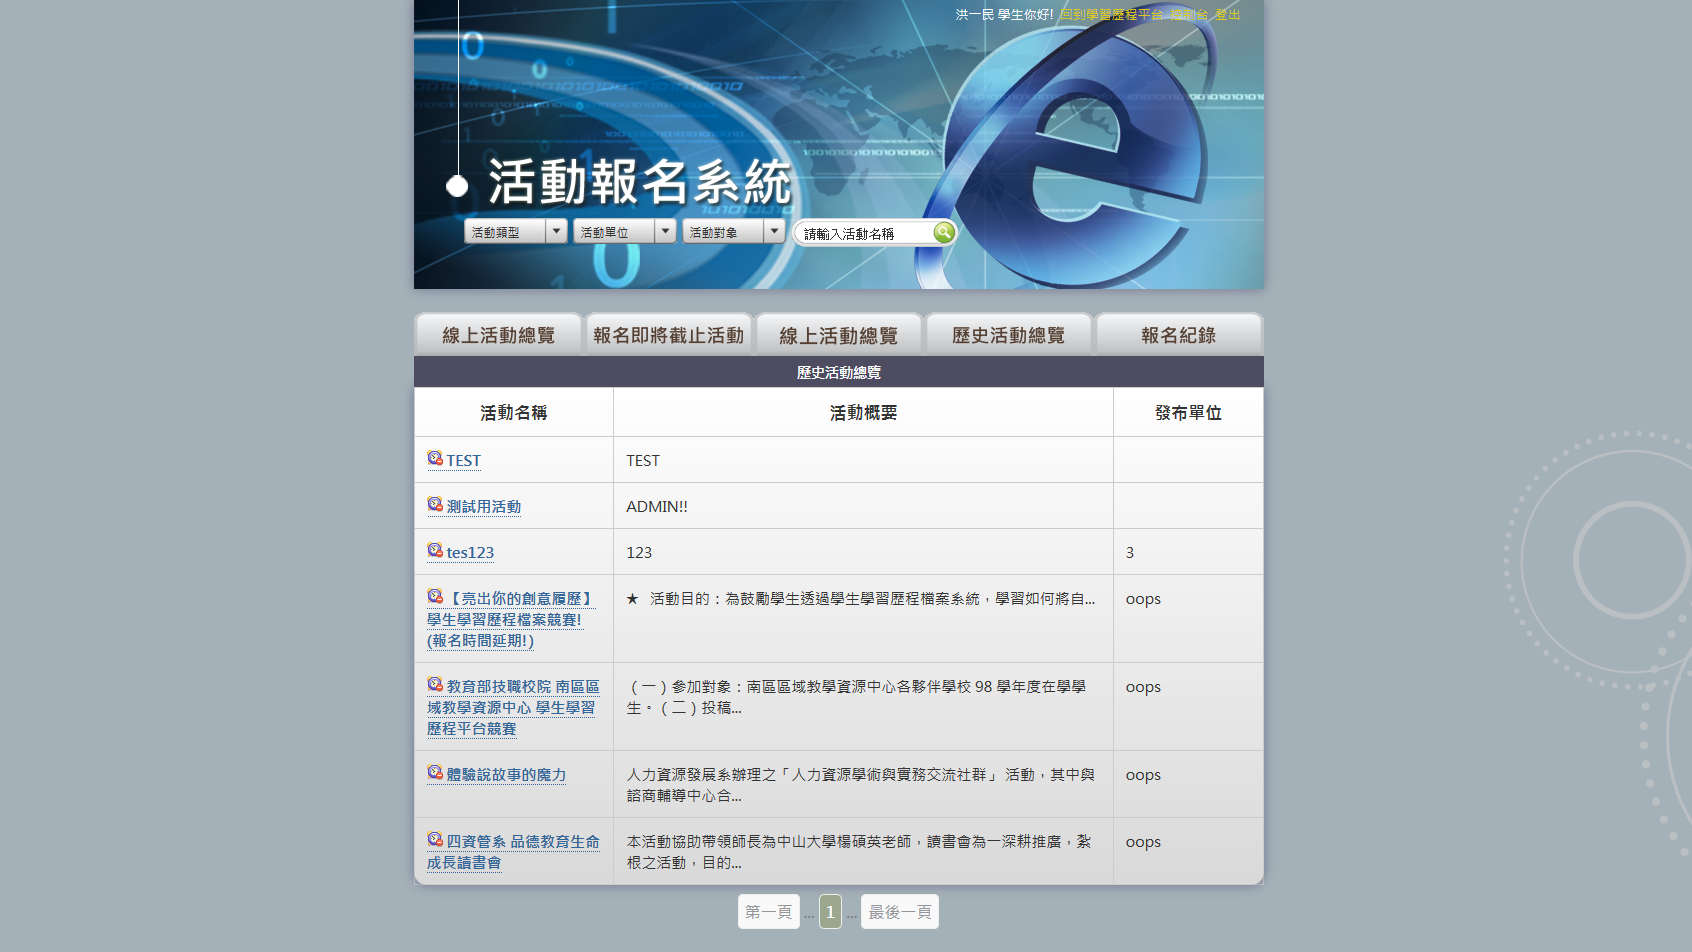 洪一民 學生你好! 回到學習歷程平台 控制台 登出
活動報名系統
活動類型 活動單位 活動對象 請輸入活動名稱
線上活動總覽 報名即將截止活動 線上活動總覽 歷史活動總覽 報名紀錄
歷史活動總覽
活動名稱 活動概要 發布單位
TEST TEST
測試用活動 ADMIN!!
tes123 123 3
【亮出你的創意履歷】 ★ 活動目的：為鼓勵學生透過學生學習歷程檔案系統，學習如何將自... oops
學生學習歷程檔案競賽!
(報名時間延期!)
教育部技職校院 南區區 （一）參加對象：南區區域教學資源中心各夥伴學校 98 學年度在學學 oops
域教學資源中心 學生學習 生。（二）投稿...
歷程平台競賽
體驗說故事的魔力 人力資源發展系辦理之「人力資源學術與實務交流社群」 活動，其中與 oops
諮商輔導中心合...
四資管系 品德教育生命 本活動協助帶領師長為中山大學楊碩英老師，讀書會為一深耕推廣，紮 oops
成長讀書會 根之活動，目的...
第一頁 ... 1 ... 最後一頁